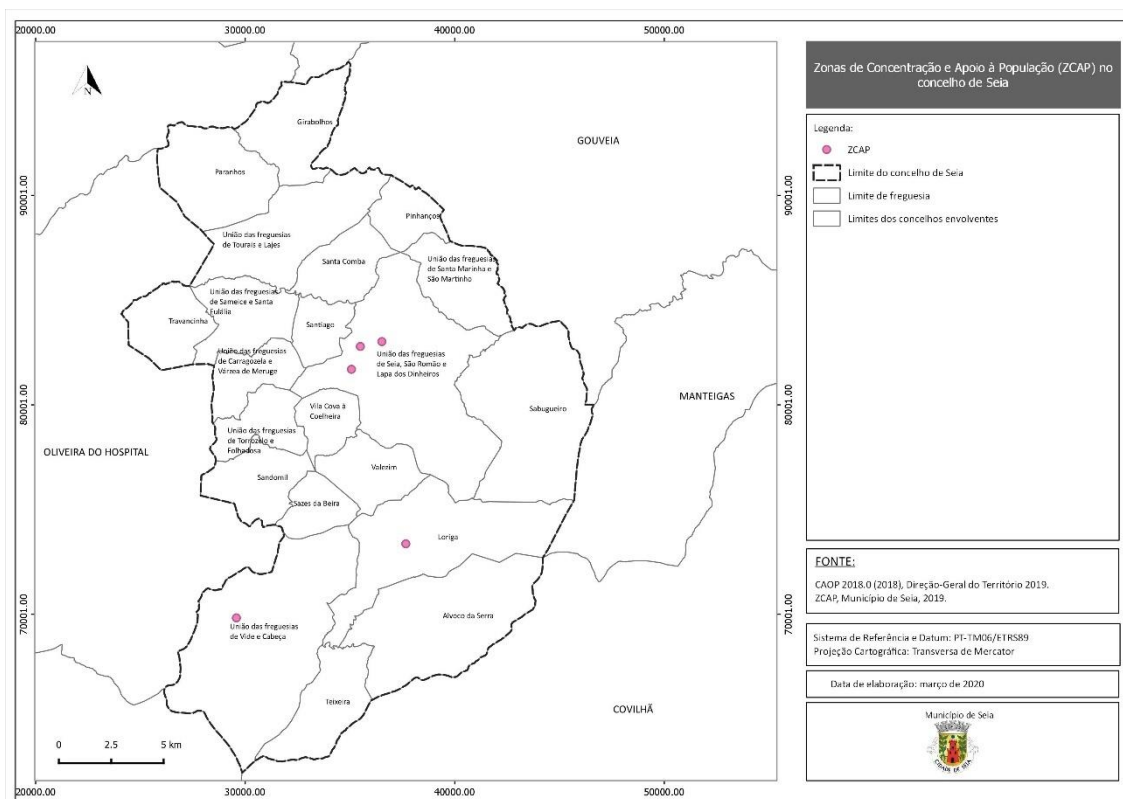 20000.00
30000.00
40000.00
50000.00
N
Girabolhos
GOUVEIA
Paranhos
90001.00
90001.00
Pinhanços
União das freguesias
de Tourais e Lajes
Santa Comba
União das freguesias
de Santa Marinha e
São Martinho
União das freguesias
de Sameice e Santa
Eulália
Travancinha
Santiago
União das freguesias
de Carragozela e
Várzea de Meruge
União das freguesias
de Seia, São Romão e
Lapa dos Dinheiros
MANTEIGAS
80001.00
80001.00
Vila Cova à
Coelheira
Sabugueiro
União das freguesias
de Torrozelo e
Folhadosa
OLIVEIRA DO HOSPITAL
Valezim
Sandomil
Sazes da Beira
Loriga
70001.00
70001.00
Alvoco da Serra
União das freguesias
de Vide e Cabeça
Teixeira
COVILHÃ
0 2.5 5 km
20000.00
30000.00
40000.00
50000.00
Zonas de Concentração e Apoio à População (ZCAP) no
concelho de Seia
Legenda:
ZCAP
Limite do concelho de Seia
Limite de freguesia
Limites dos concelhos envolventes
FONTE:
CAOP 2018.0 (2018), Direção-Geral do Território 2019.
ZCAP, Município de Seia, 2019.
Sistema de Referência e Datum: PT-TM06/ETRS89
Projeção Cartográfica: Transversa de Mercator
Data de elaboração: março de 2020
Município de Seia
CIDADE DE SEIA